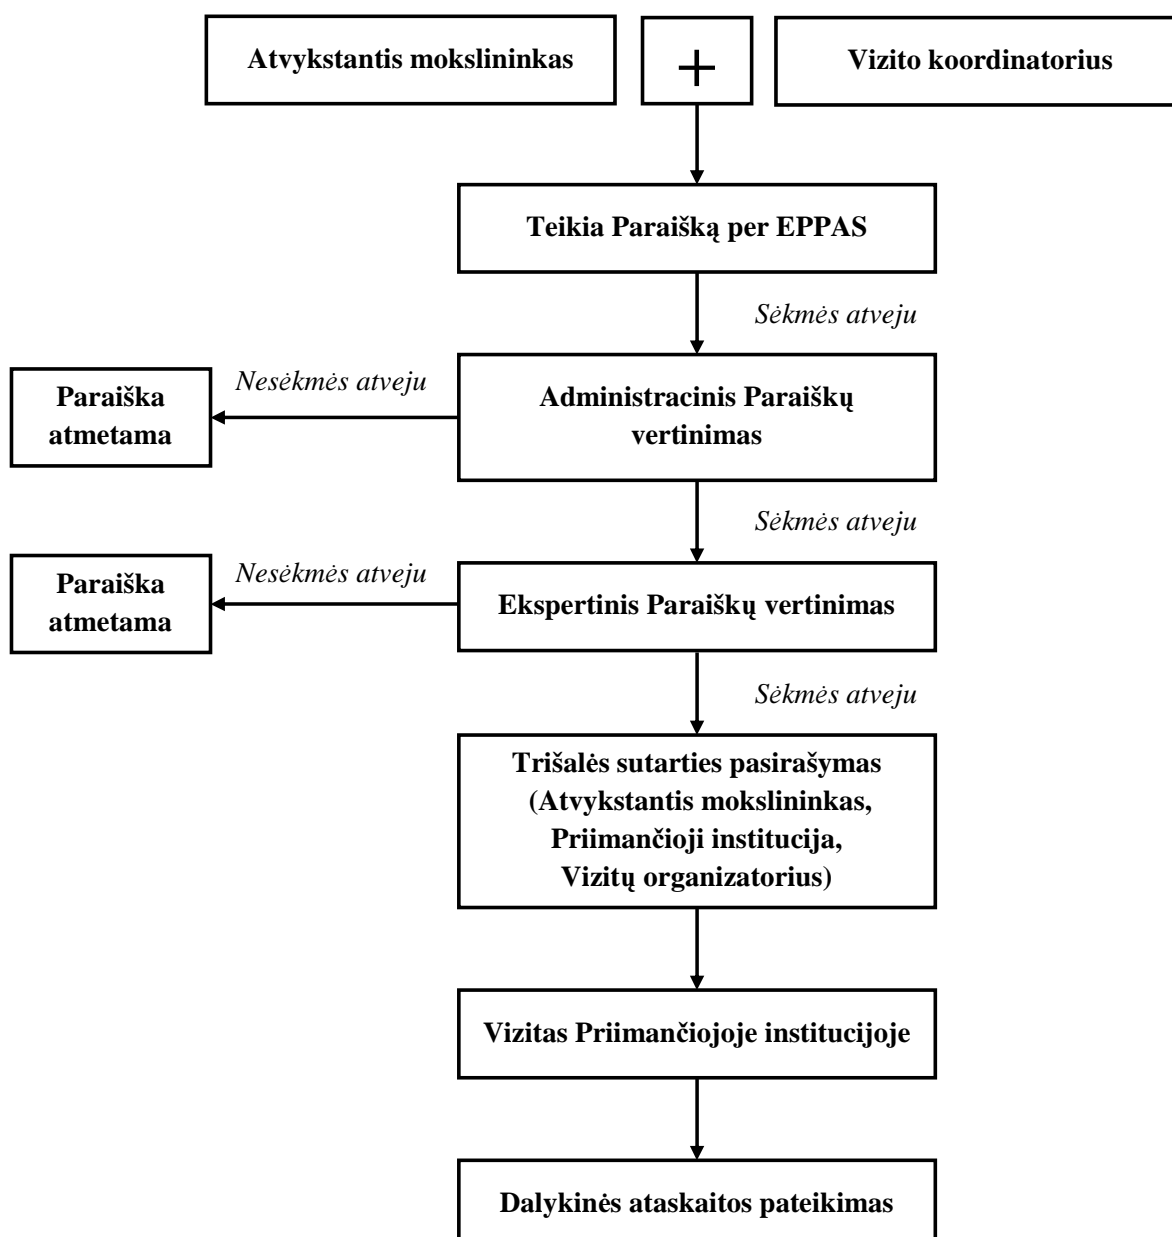 Atvykstantis mokslininkas
+
Vizito koordinatorius
Teikia Paraišką per EPPAS
Sėkmės atveju
Paraiška
atmetama
Nesėkmės atveju
Administracinis Paraiškų
vertinimas
Sėkmės atveju
Paraiška
atmetama
Nesėkmės atveju
Ekspertinis Paraiškų vertinimas
Sėkmės atveju
Trišalės sutarties pasirašymas
(Atvykstantis mokslininkas,
Priimančioji institucija,
Vizitų organizatorius)
Vizitas Priimančiojoje institucijoje
Dalykinės ataskaitos pateikimas